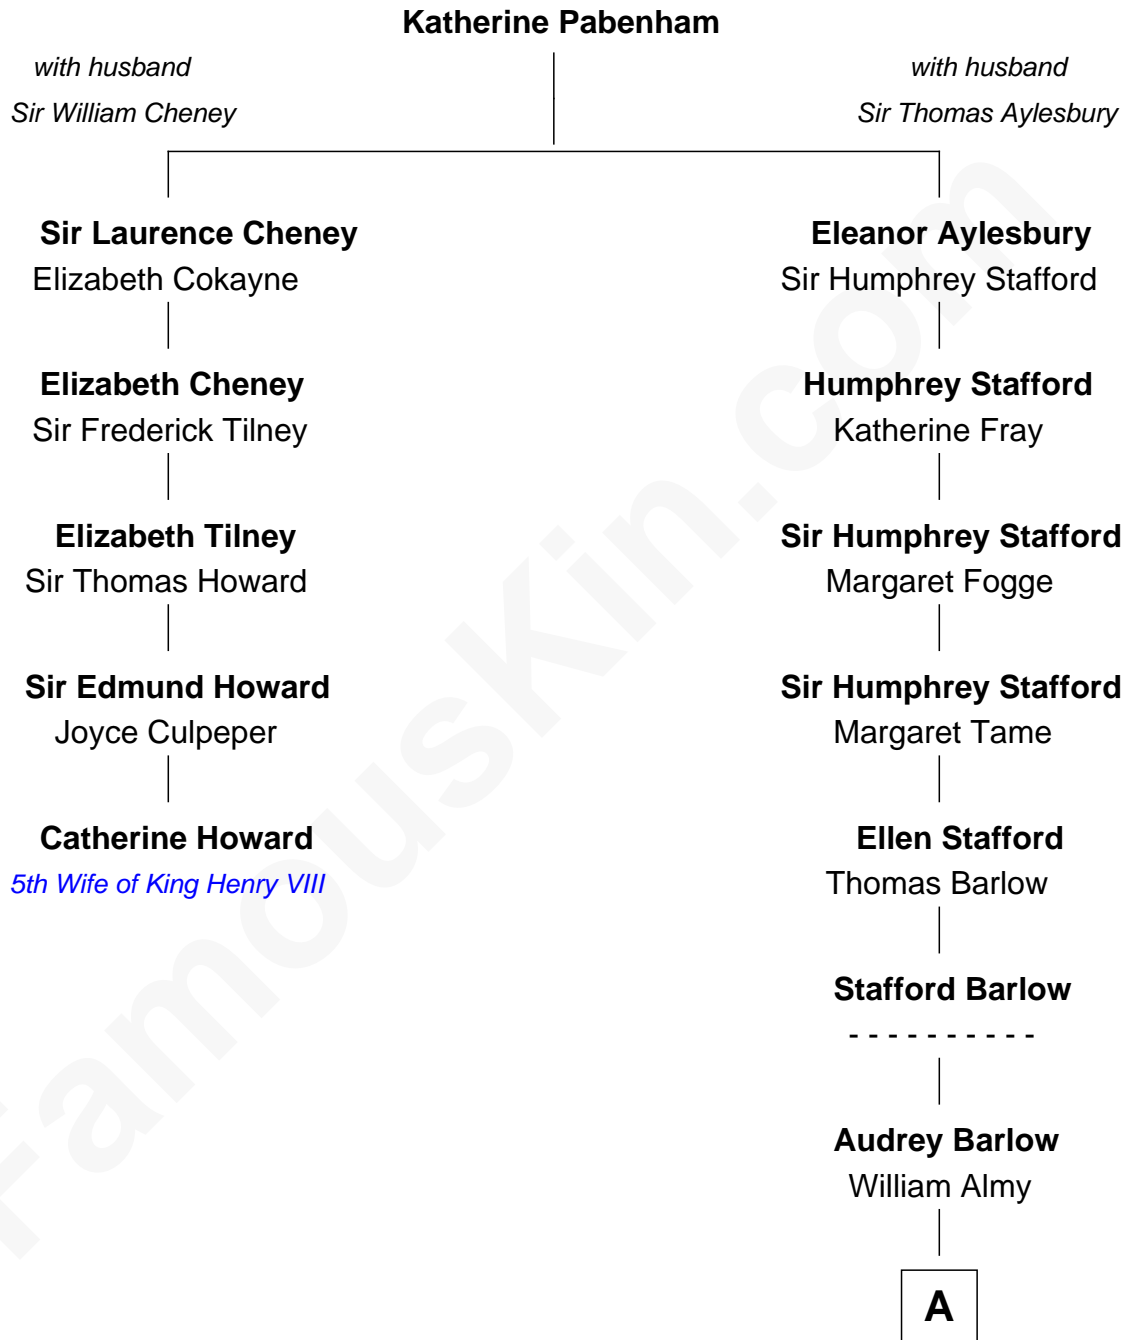 Katherine Pabenham
with husband
Sir William Cheney
with husband
Sir Thomas Aylesbury
Sir Laurence Cheney
Elizabeth Cokayne
Elizabeth Cheney
Sir Frederick Tilney
Elizabeth Tilney
Sir Thomas Howard
Sir Edmund Howard
Joyce Culpeper
Catherine Howard
5th Wife of King Henry VIII
Eleanor Aylesbury
Sir Humphrey Stafford
Humphrey Stafford
Katherine Fray
Sir Humphrey Stafford
Margaret Fogge
Sir Humphrey Stafford
Margaret Tame
Ellen Stafford
Thomas Barlow
Stafford Barlow
- - - - - - - - - -
Audrey Barlow
William Almy
A
FamousKin.com